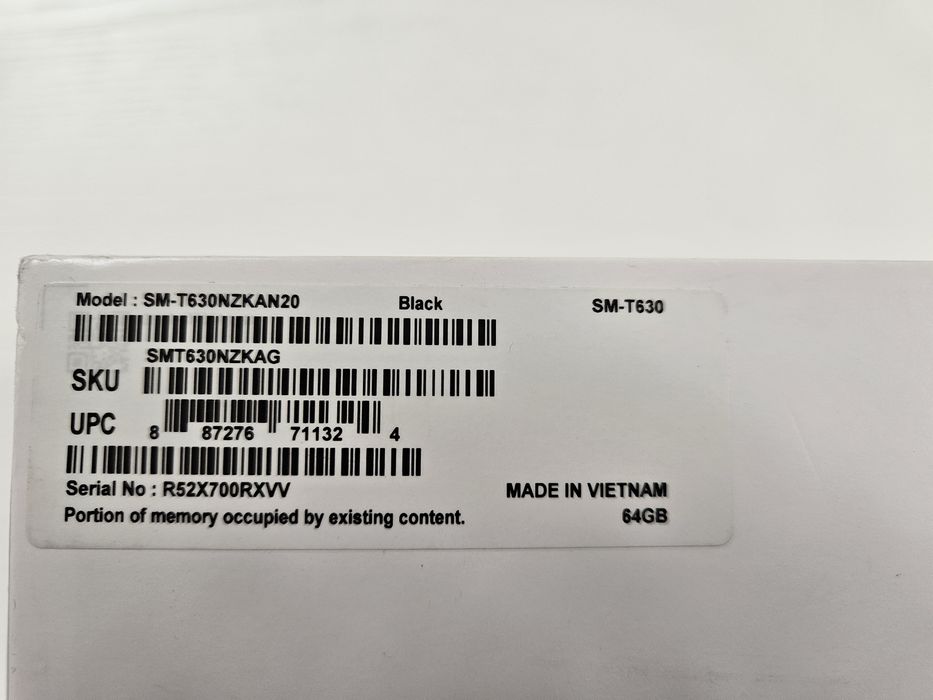 Model : SM-T630NZKAN20 Black SM-T630
SMT630NZKAG
SKU
UPC 8 87276 71132 4
Serial No : R52X700RXVV MADE IN VIETNAM
Portion of memory occupied by existing content. 64GB